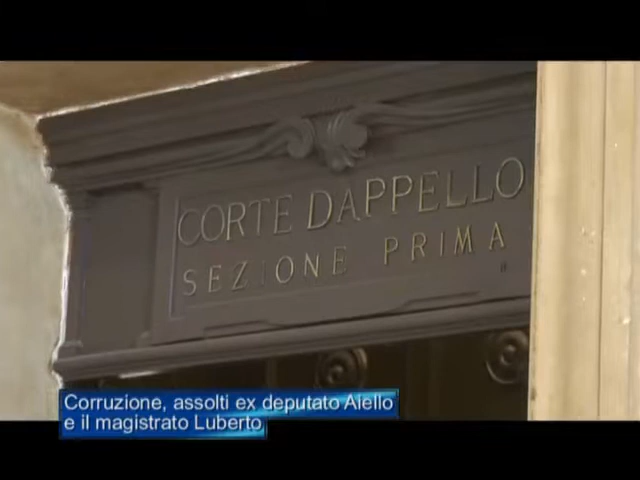 CORTE DAPPELLO
SEZIONE PRIMA
Corruzione, assolti ex deputato Aiello
e il magistrato Luberto